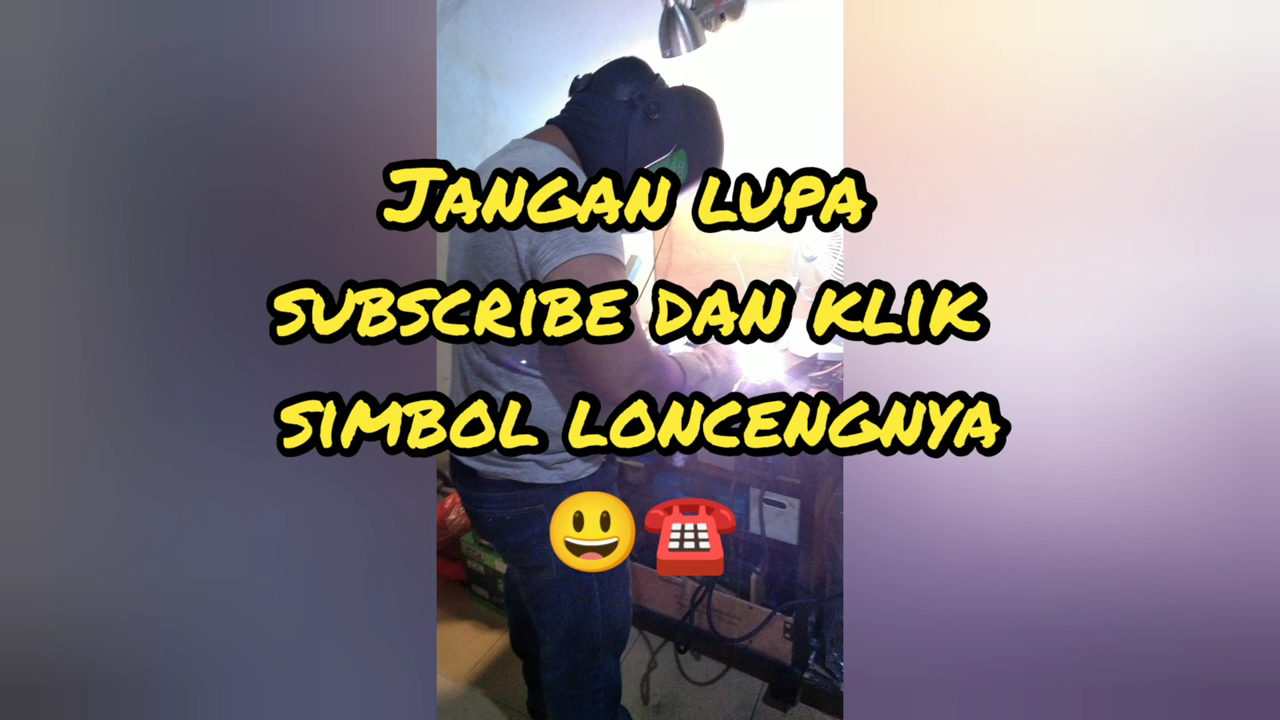 Jangan lupa
subscribe dan klik
simbol loncengnya
😃☎️